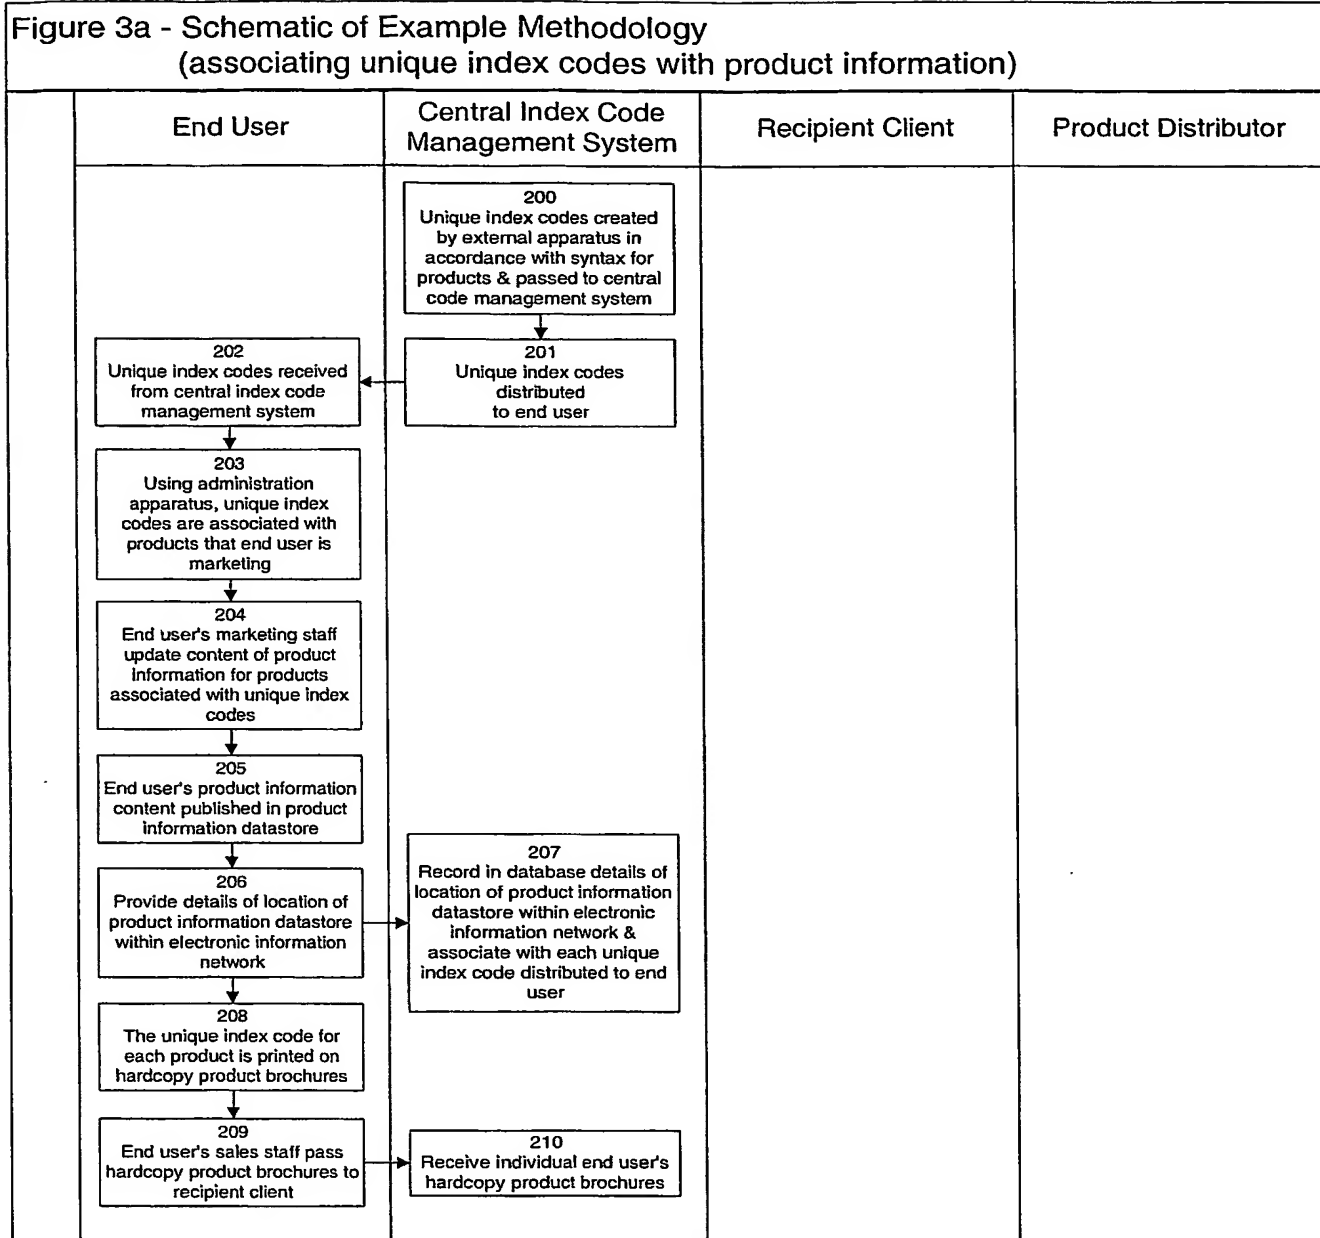 Figure 3a - Schematic of Example Methodology
(associating unique index codes with product information)
End User
Central Index Code
Management System
Recipient Client
Product Distributor
200
Unique index codes created
by external apparatus in
accordance with syntax for
products & passed to central
code management system
202
Unique index codes received
from central index code
management system
201
Unique index codes
distributed
to end user
203
Using administration
apparatus, unique index
codes are associated with
products that end user is
marketing
204
End user's marketing staff
update content of product
information for products
associated with unique index
codes
205
End user's product information
content published in product
information datastore
206
Provide details of location of
product information datastore
within electronic information
network
207
Record in database details of
location of product information
datastore within electronic
information network &
associate with each unique
index code distributed to end
user
208
The unique index code for
each product is printed on
hardcopy product brochures
209
End user's sales staff pass
hardcopy product brochures to
recipient client
210
Receive individual end user's
hardcopy product brochures